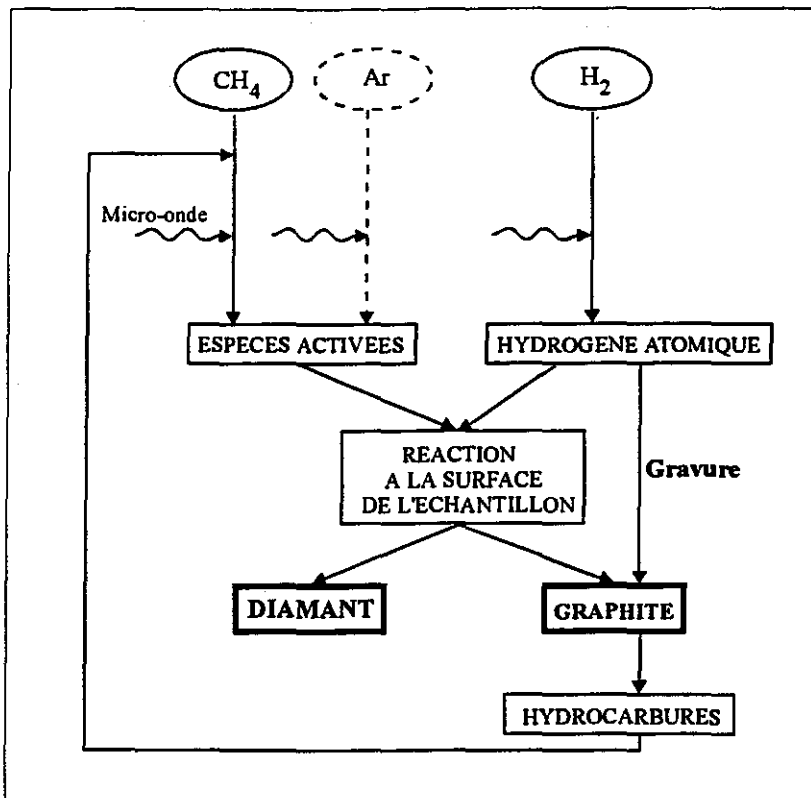 CH4
Ar
H2
Micro-onde
ESPECES ACTIVEES
HYDROGENE ATOMIQUE
REACTION
A LA SURFACE
DE L'ECHANTILLON
Gravure
DIAMANT
GRAPHITE
HYDROCARBURES